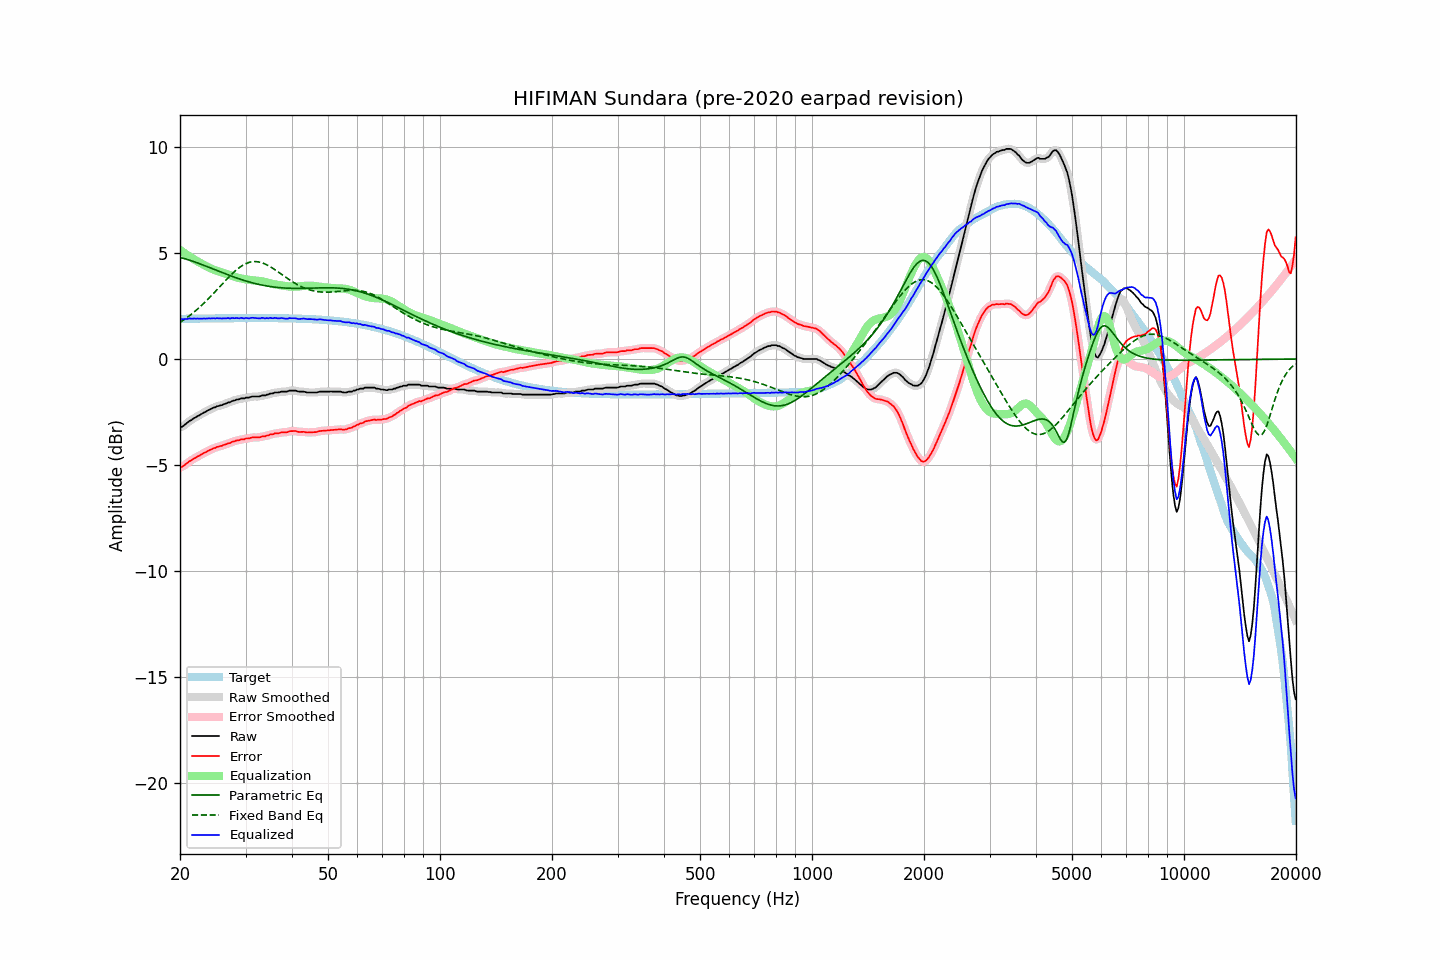 HIFIMAN Sundara (pre-2020 earpad revision)
10
5
0
−5
−10
−15
−20
Amplitude (dBr)
Target
Raw Smoothed
Error Smoothed
Raw
Error
Equalization
Parametric Eq
Fixed Band Eq
Equalized
20 50 100 200 500 1000 2000 5000 10000 20000
Frequency (Hz)